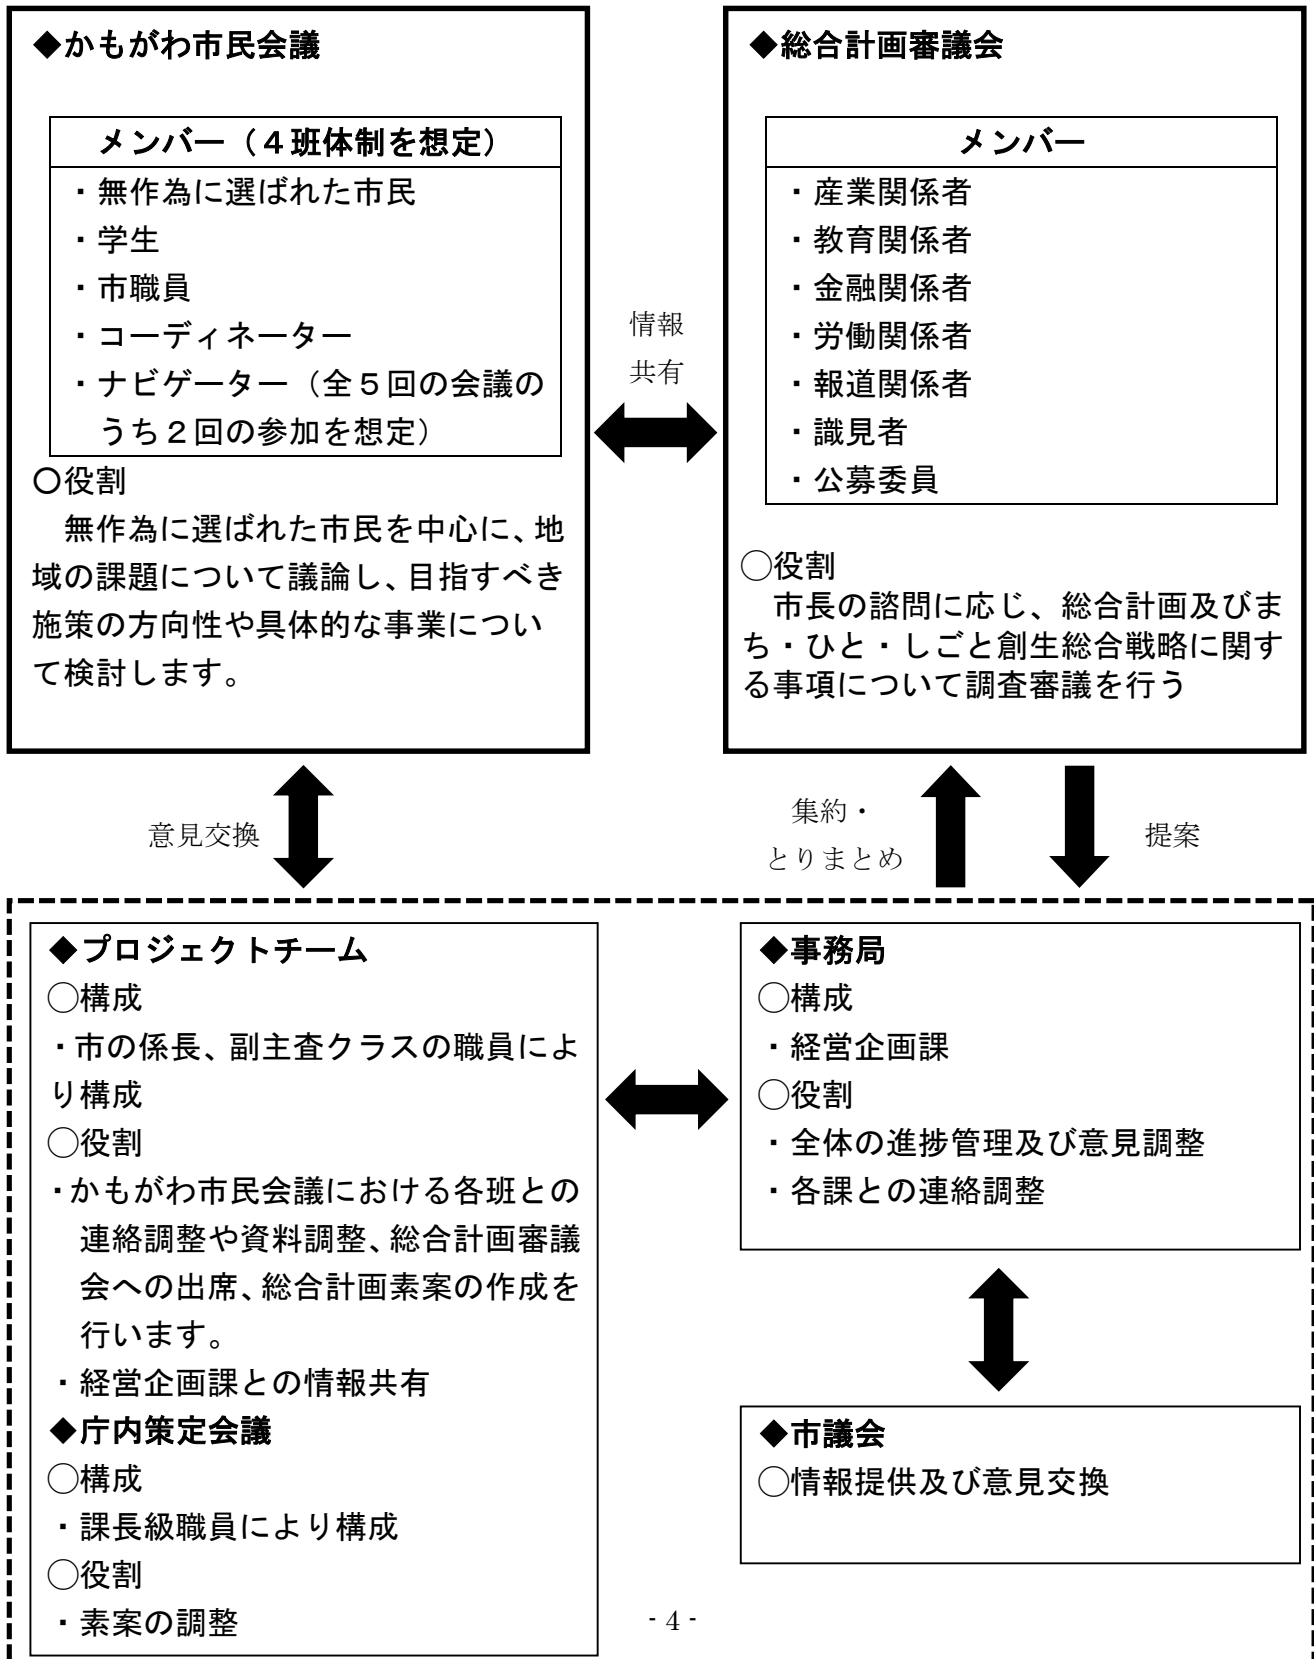 ◆かもがわ市民会議
メンバー（４班体制を想定）
・無作為に選ばれた市民
・学生
・市職員
・コーディネーター
・ナビゲーター（全５回の会議の
うち２回の参加を想定）
○役割
無作為に選ばれた市民を中心に、地
域の課題について議論し、目指すべき
施策の方向性や具体的な事業につい
て検討します。
情報
共有
◆総合計画審議会
メンバー
・産業関係者
・教育関係者
・金融関係者
・労働関係者
・報道関係者
・識見者
・公募委員
◯役割
市長の諮問に応じ、総合計画及びま
ち・ひと・しごと創生総合戦略に関す
る事項について調査審議を行う
意見交換
集約・
とりまとめ
提案
◆プロジェクトチーム
◯構成
・市の係長、副主査クラスの職員によ
り構成
◯役割
・かもがわ市民会議における各班との
連絡調整や資料調整、総合計画審議
会への出席、総合計画素案の作成を
行います。
・経営企画課との情報共有
◆庁内策定会議
◯構成
・課長級職員により構成
◯役割
・素案の調整
◆事務局
◯構成
・経営企画課
◯役割
・全体の進捗管理及び意見調整
・各課との連絡調整
◆市議会
◯情報提供及び意見交換
- 4 -